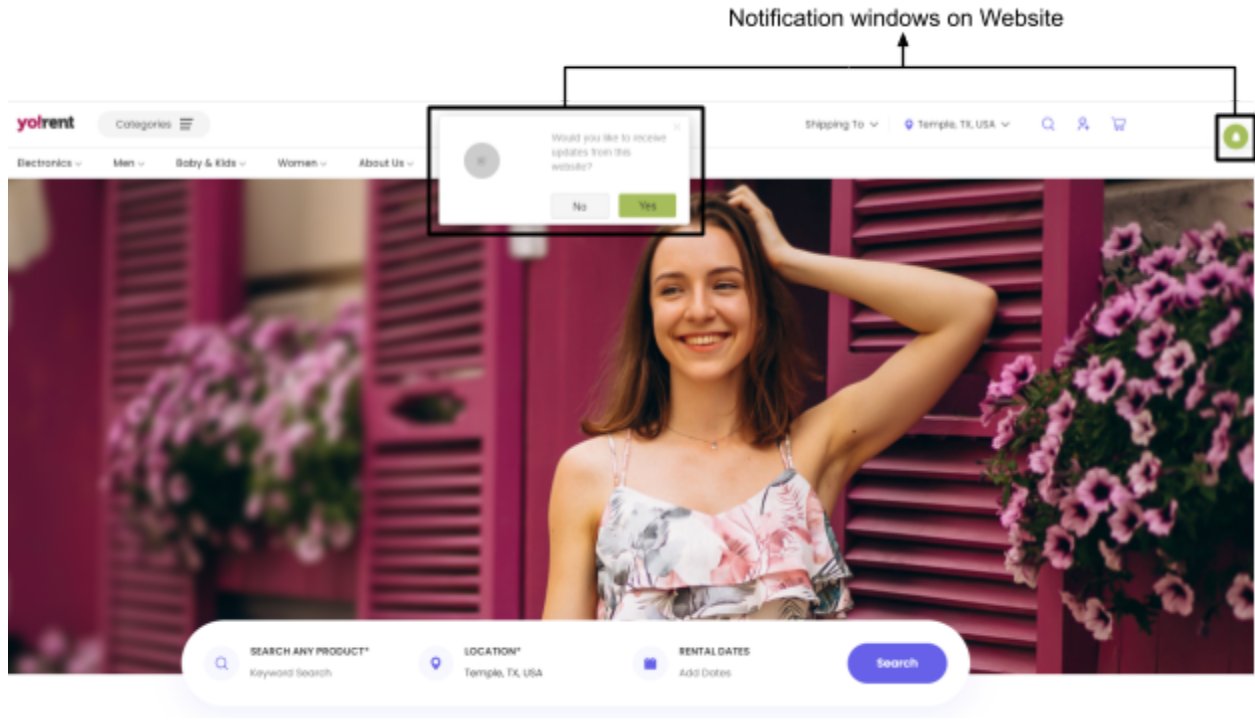 Notification windows on Website
yo!rent
Categories
Would you like to receive
updates from this
website?
No
Yes
Shipping To
Temple, TX, USA
Electronics
Men
Baby & Kids
Women
About Us
SEARCH ANY PRODUCT*
Keyword Search
LOCATION*
Temple, TX, USA
RENTAL DATES
Add Dates
Search